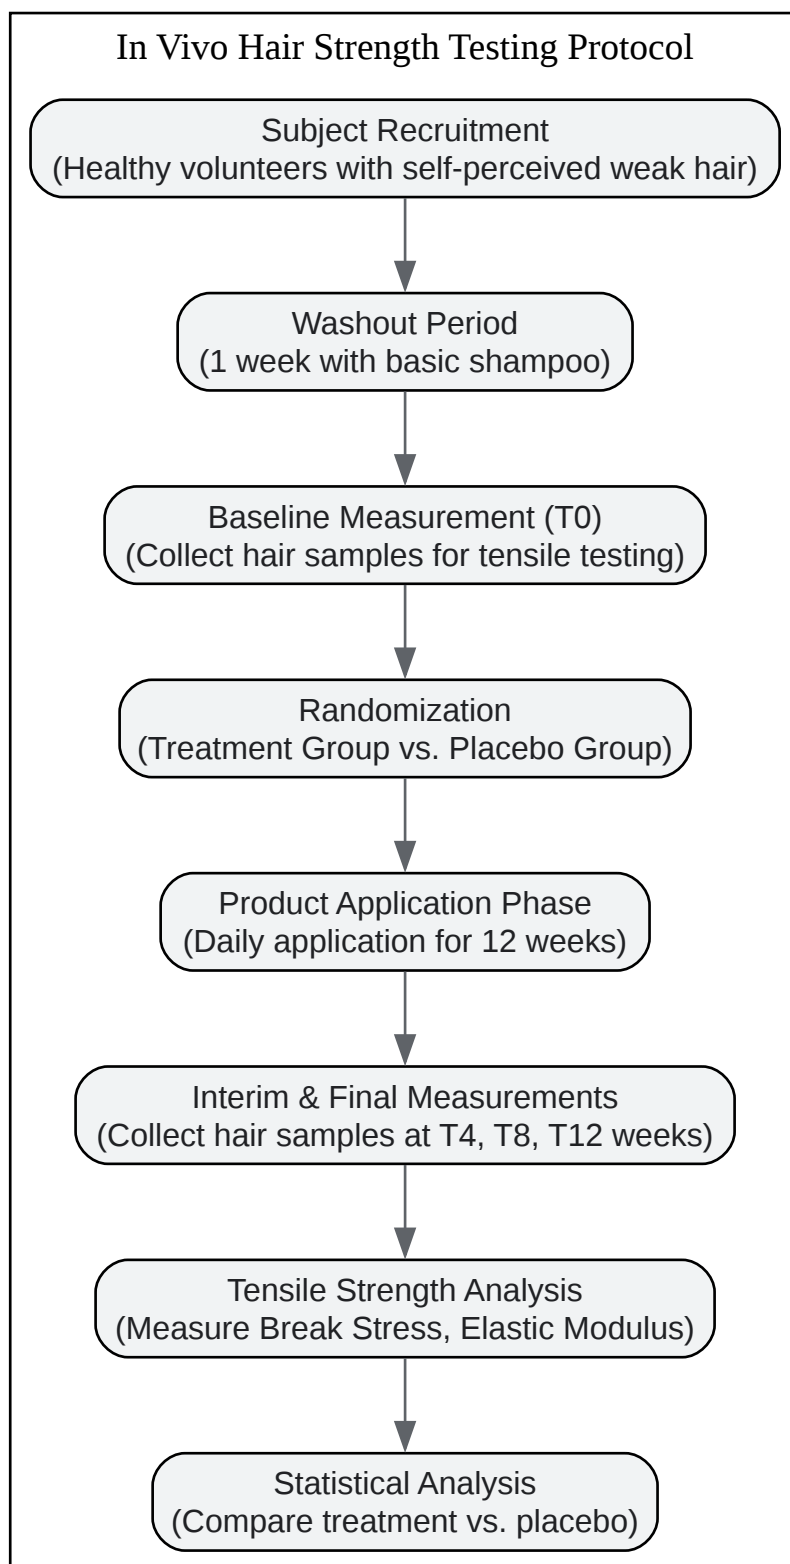 In Vivo Hair Strength Testing Protocol
Subject Recruitment
(Healthy volunteers with self-perceived weak hair)
Washout Period
(1 week with basic shampoo)
Baseline Measurement (T0)
(Collect hair samples for tensile testing)
Randomization
(Treatment Group vs. Placebo Group)
Product Application Phase
(Daily application for 12 weeks)
Interim & Final Measurements
(Collect hair samples at T4, T8, T12 weeks)
Tensile Strength Analysis
(Measure Break Stress, Elastic Modulus)
Statistical Analysis
(Compare treatment vs. placebo)